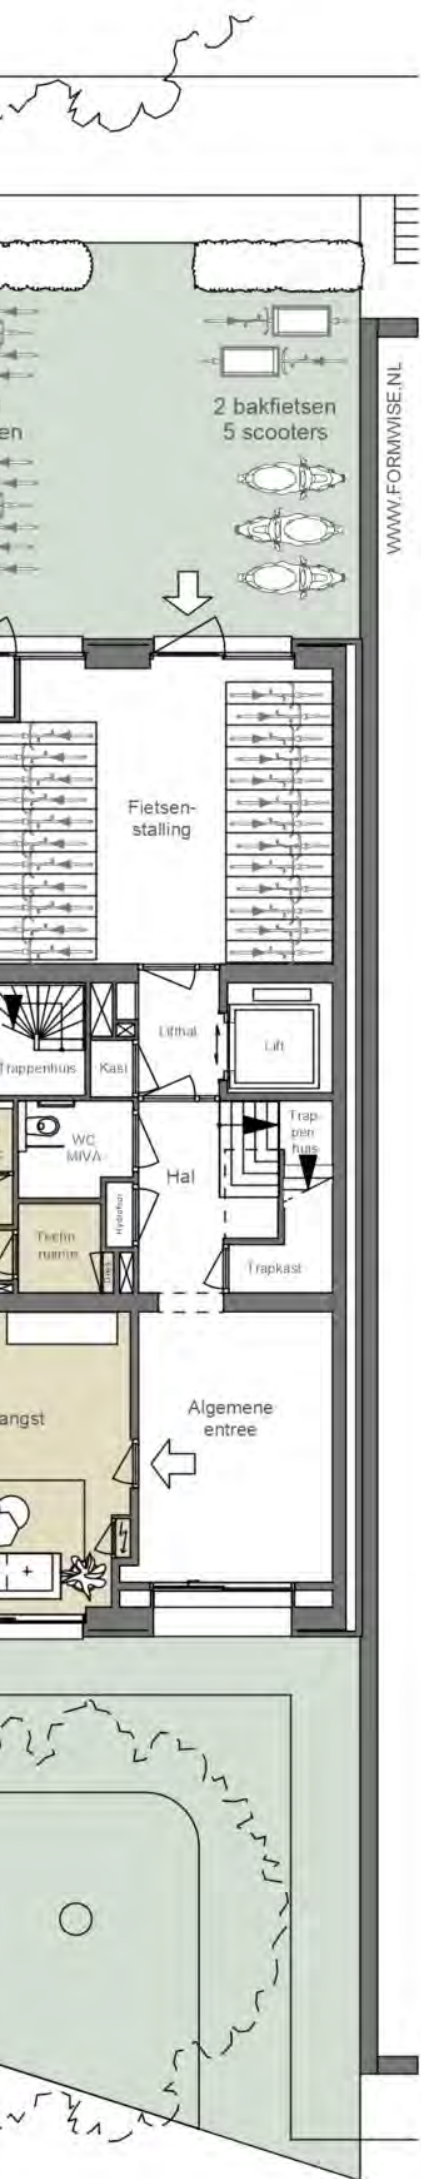 2 bakfietsen
5 scooters
en
WWW.FORMWISE.NL
Fietsen-
stalling
Lifthal
Lift
Trappenhuis
Kast
WC
MIVA
Trap
pen
huis
Hal
Hydrofoor
Techn
ruimte
Trapkast
angst
Algemene
entree